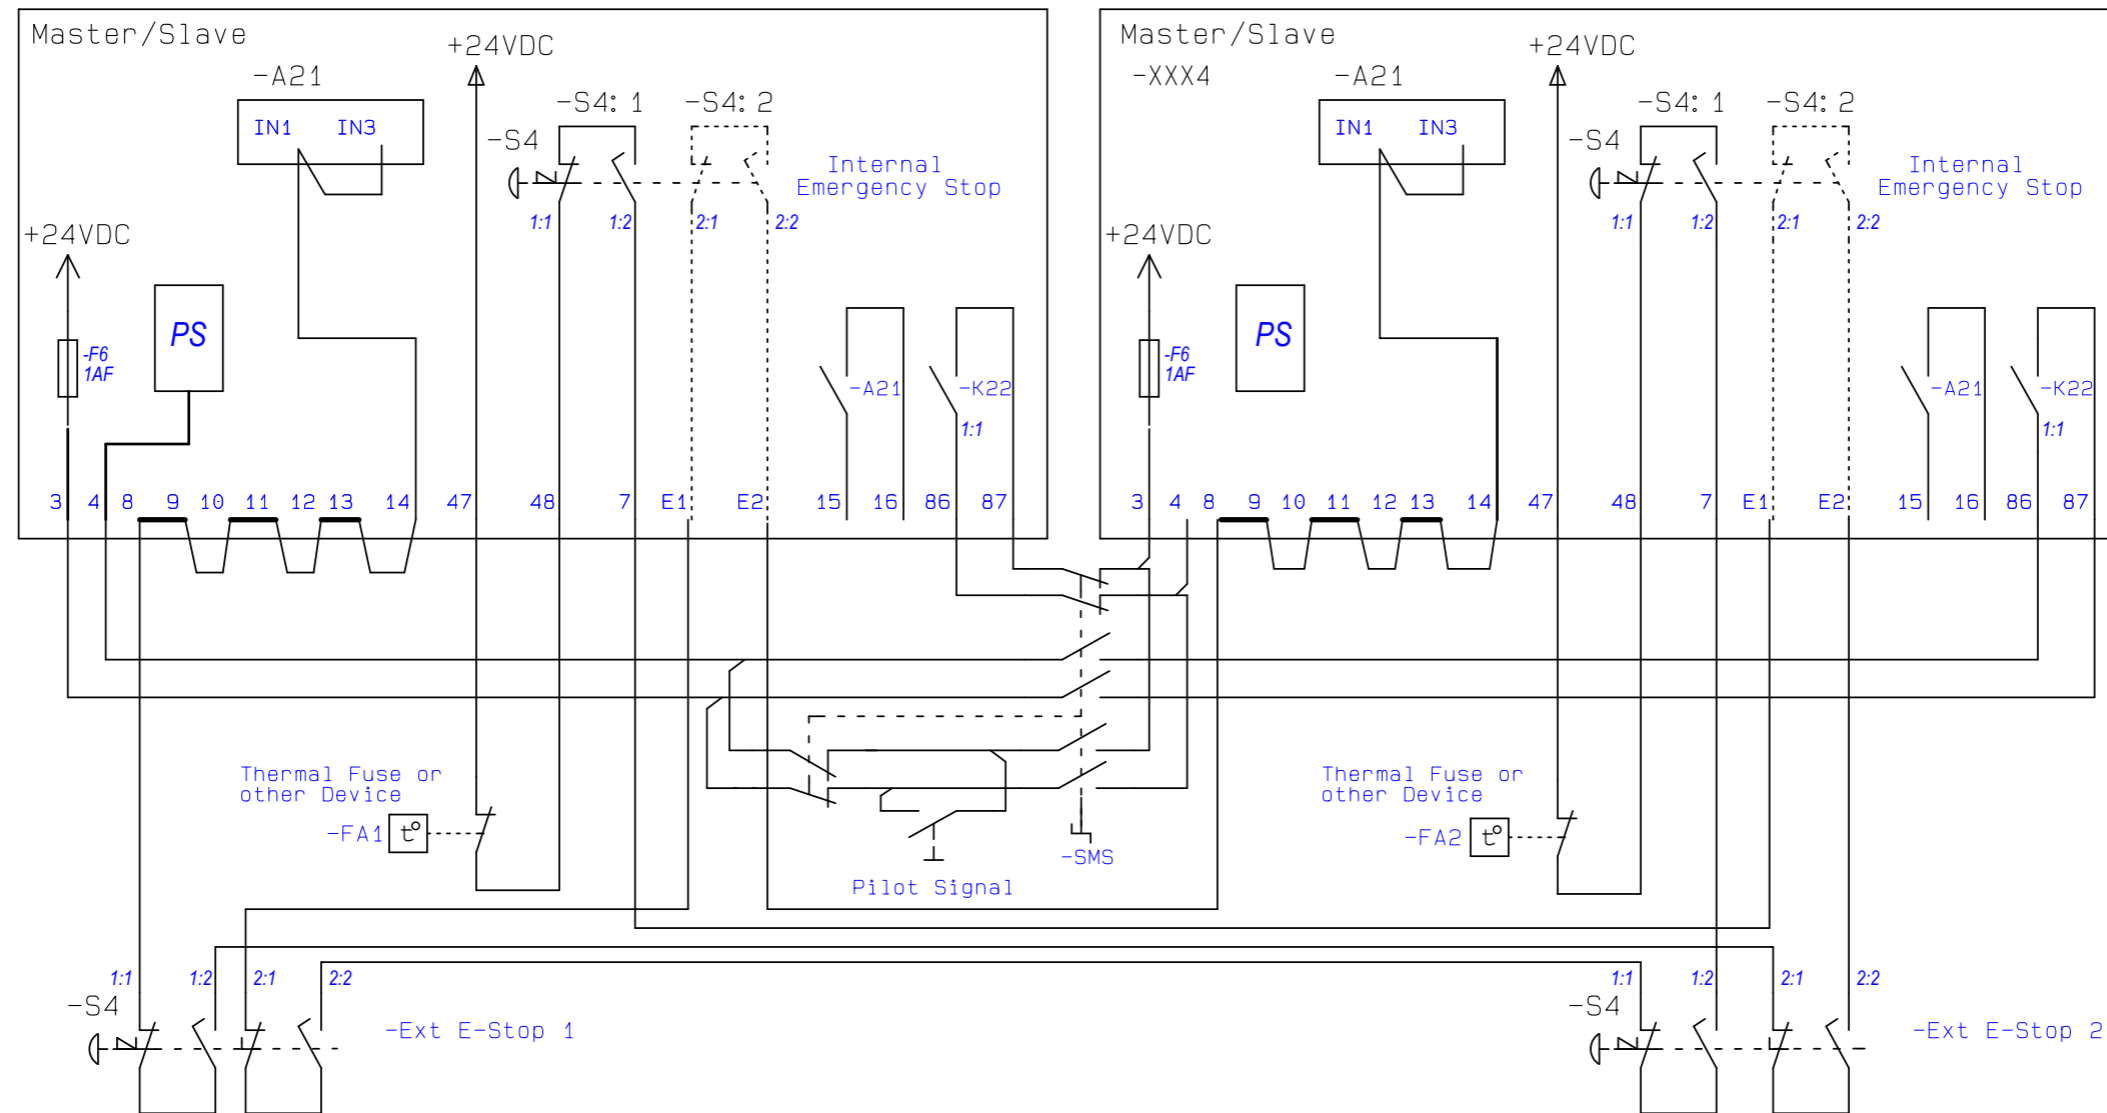 Master/Slave
+24VDC
-A21
IN1 IN3
-S4:1 -S4:2
-S4
Internal
Emergency Stop
1:1 1:2 2:1 2:2
+24VDC
PS
-F6
1AF
-A21 -K22
1:1
3 4 8 9 10 11 12 13 14 47 48 7 E1 E2 15 16 86 87
Master/Slave
-XXX4
+24VDC
-A21
IN1 IN3
-S4:1 -S4:2
-S4
Internal
Emergency Stop
1:1 1:2 2:1 2:2
+24VDC
PS
-F6
1AF
-A21 -K22
1:1
3 4 8 9 10 11 12 13 14 47 48 7 E1 E2 15 16 86 87
Thermal Fuse or
other Device
-FA1 t°
Pilot Signal
-SMS
Thermal Fuse or
other Device
-FA2 t°
1:1 1:2 2:1 2:2
-S4
-Ext E-Stop 1
1:1 1:2 2:1 2:2
-S4
-Ext E-Stop 2